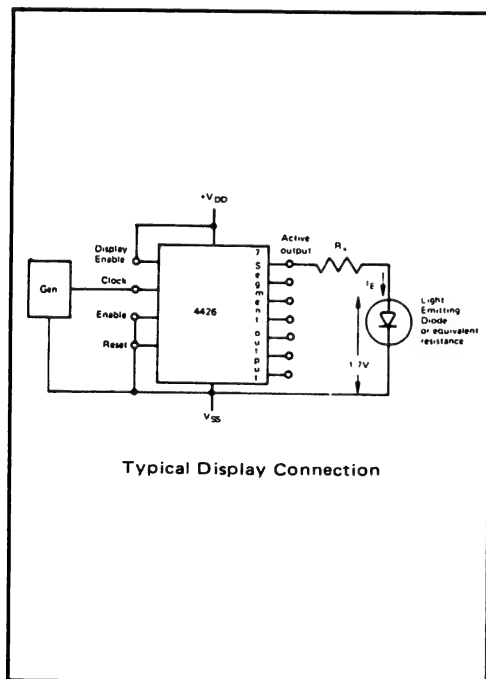 +VDD
Display
Enable
Clock
Gen
Enable
Reset
4426
7 Segment output
Active
output
Rx
IE
1.7V
Light
Emitting
Diode
or equivalent
resistance
VSS
Typical Display Connection